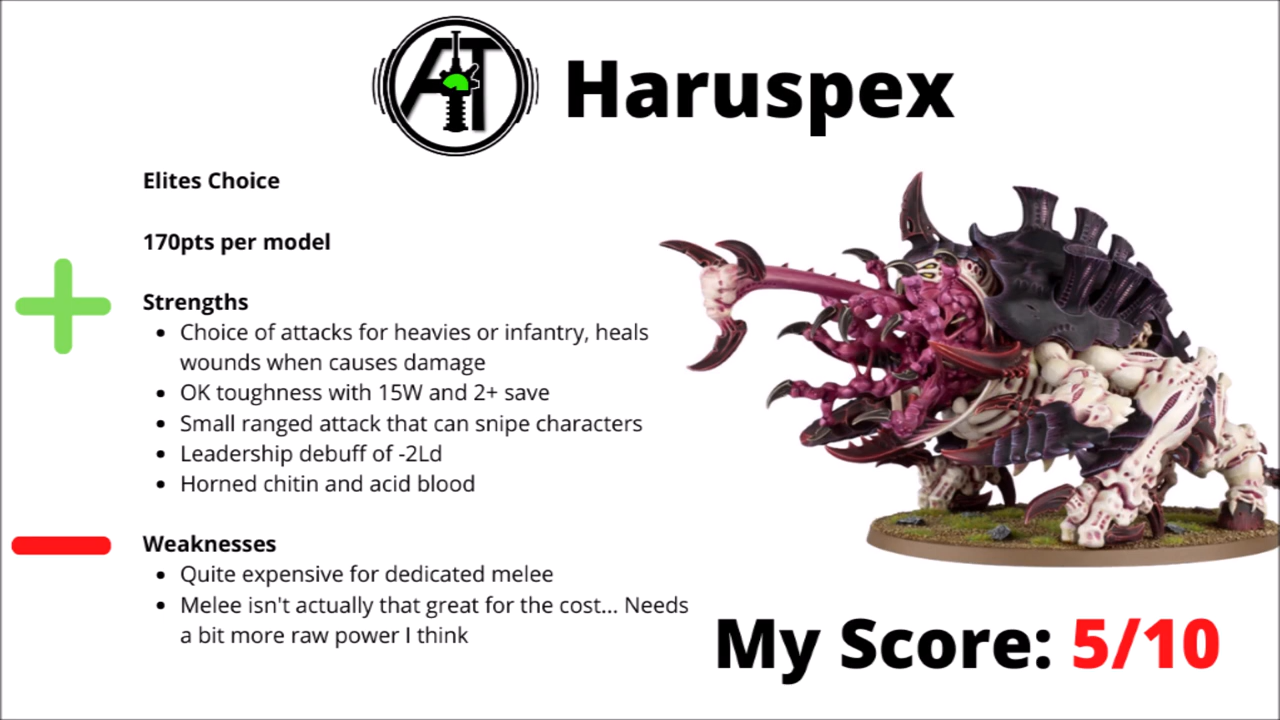 AT
Haruspex
Elites Choice
170pts per model
Strengths
• Choice of attacks for heavies or infantry, heals
wounds when causes damage
• OK toughness with 15W and 2+ save
• Small ranged attack that can snipe characters
• Leadership debuff of -2Ld
• Horned chitin and acid blood
Weaknesses
• Quite expensive for dedicated melee
• Melee isn't actually that great for the cost... Needs
a bit more raw power I think
My Score: 5/10